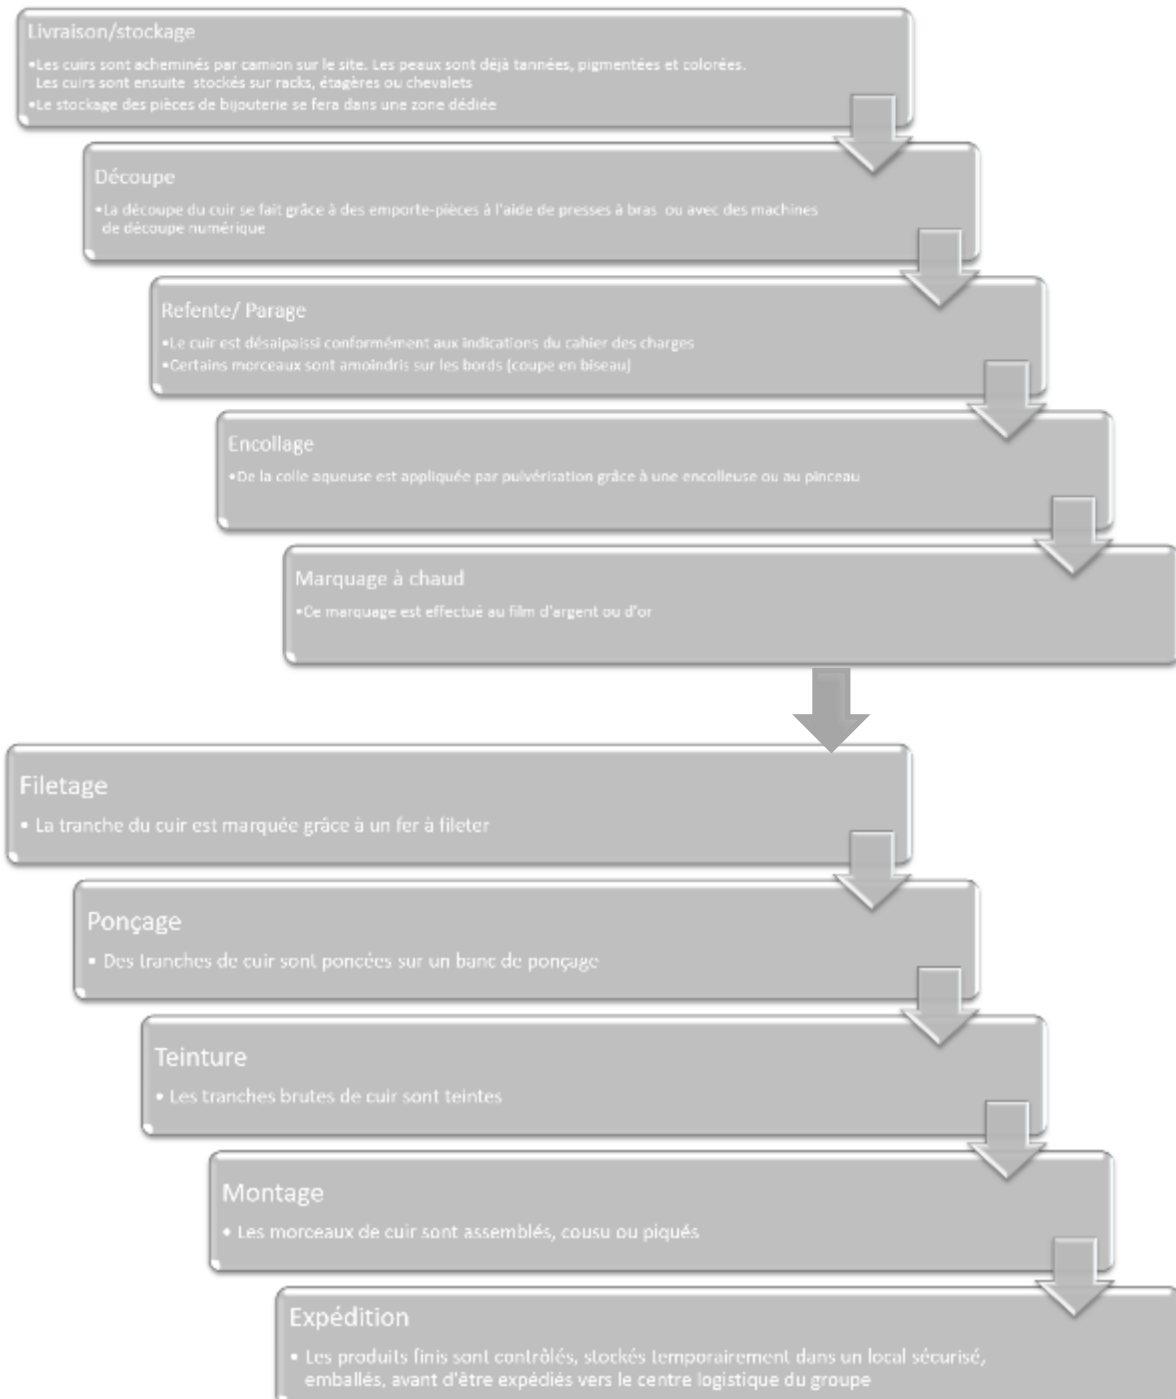 Livraison/stockage
•Les cuirs sont acheminés par camion sur le site. Les peaux sont déjà tannées, pigmentées et colorées.
Les cuirs sont ensuite stockés sur racks, étagères ou chevalets
•Le stockage des pièces de bijouterie se fera dans une zone dédiée
Découpe
•La découpe du cuir se fait grâce à des emporte-pièces à l'aide de presses à bras ou avec des machines
de découpe numérique
Refente/ Parage
•Le cuir est désaipaissi conformément aux indications du cahier des charges
•Certains morceaux sont amoindris sur les bords (coupe en biseau)
Encollage
•De la colle aqueuse est appliquée par pulvérisation grâce à une encolleuse ou au pinceau
Marquage à chaud
•Ce marquage est effectué au film d'argent ou d'or
Filetage
• La tranche du cuir est marquée grâce à un fer à fileter
Ponçage
• Des tranches de cuir sont poncées sur un banc de ponçage
Teinture
• Les tranches brutes de cuir sont teintes
Montage
• Les morceaux de cuir sont assemblés, cousu ou piqués
Expédition
• Les produits finis sont contrôlés, stockés temporairement dans un local sécurisé,
emballés, avant d'être expédiés vers le centre logistique du groupe